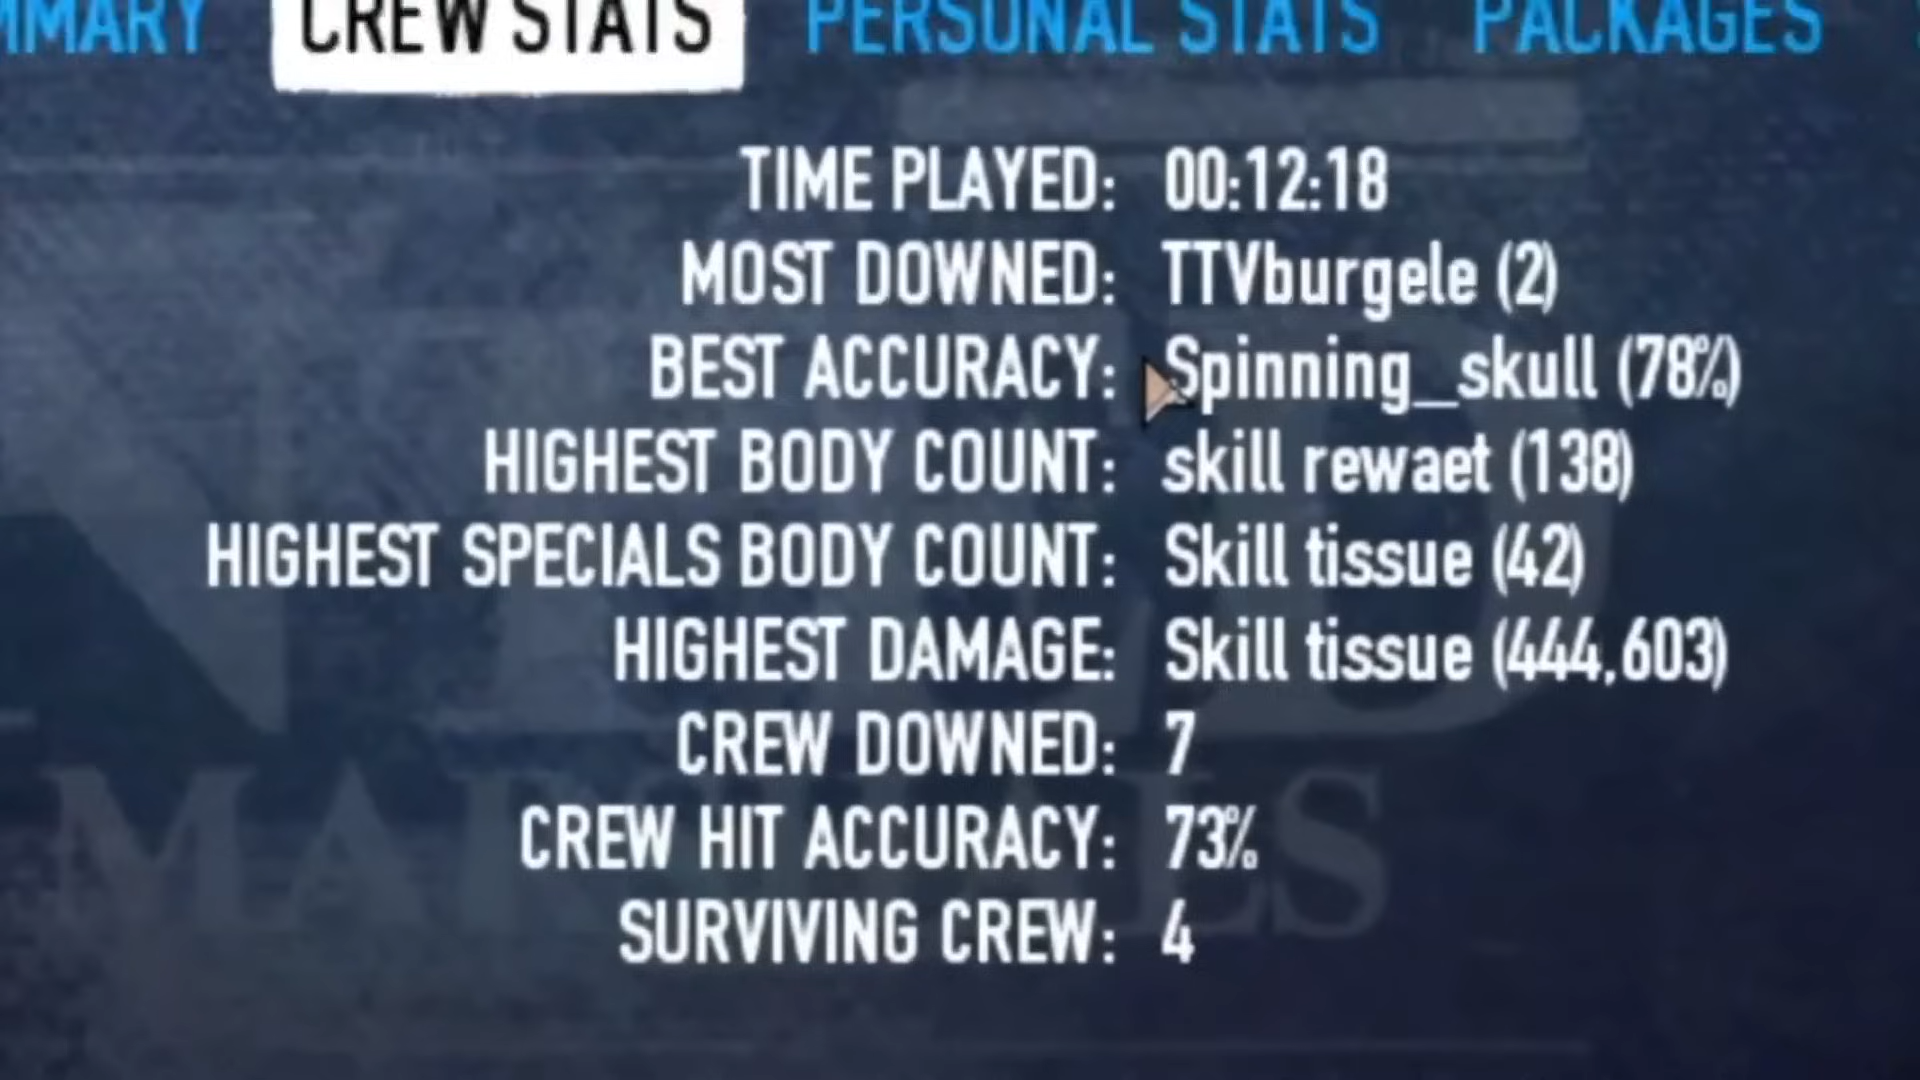 MMARY CREW STATS PERSONAL STATS PACKAGES
TIME PLAYED: 00:12:18
MOST DOWNED: TTVburgele (2)
BEST ACCURACY: Spinning_skull (78%)
HIGHEST BODY COUNT: skill rewaet (138)
HIGHEST SPECIALS BODY COUNT: Skill tissue (42)
HIGHEST DAMAGE: Skill tissue (444,603)
CREW DOWNED: 7
CREW HIT ACCURACY: 73%
SURVIVING CREW: 4
MARSHALS